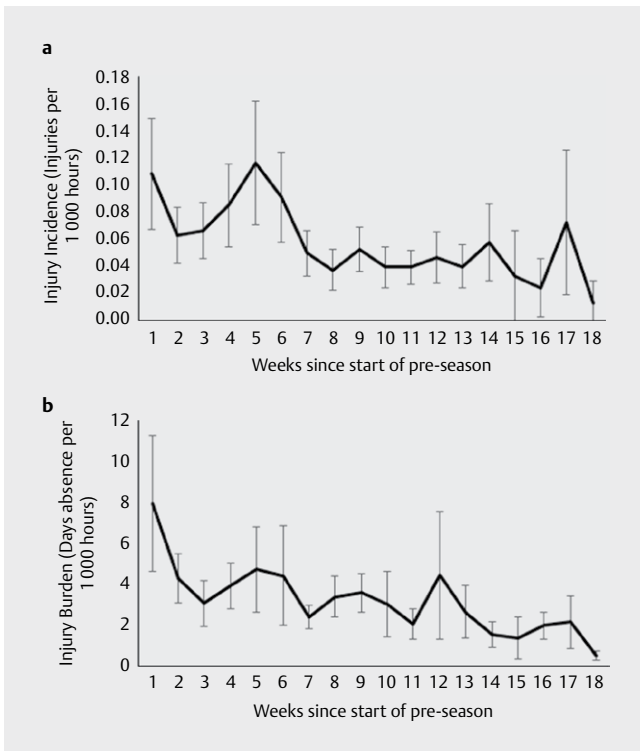 a
Injury Incidence (Injuries per
1 000 hours)
0.18
0.16
0.14
0.12
0.10
0.08
0.06
0.04
0.02
0.00
1 2 3 4 5 6 7 8 9 10 11 12 13 14 15 16 17 18
Weeks since start of pre-season
b
Injury Burden (Days absence per
1 000 hours)
12
10
8
6
4
2
0
1 2 3 4 5 6 7 8 9 10 11 12 13 14 15 16 17 18
Weeks since start of pre-season